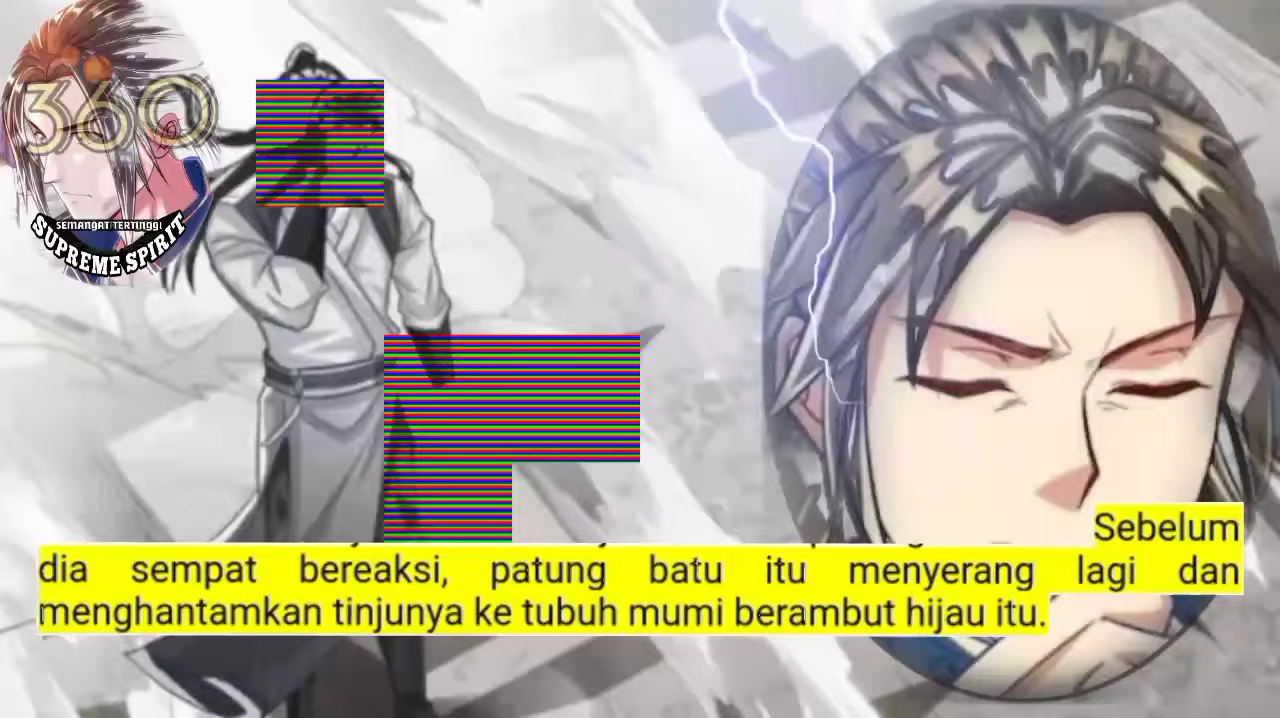 360
SEMANGAT TERTINGGI
SUPREME SPIRIT
Sebelum
dia sempat bereaksi, patung batu itu menyerang lagi dan
menghantamkan tinjunya ke tubuh mumi berambut hijau itu.